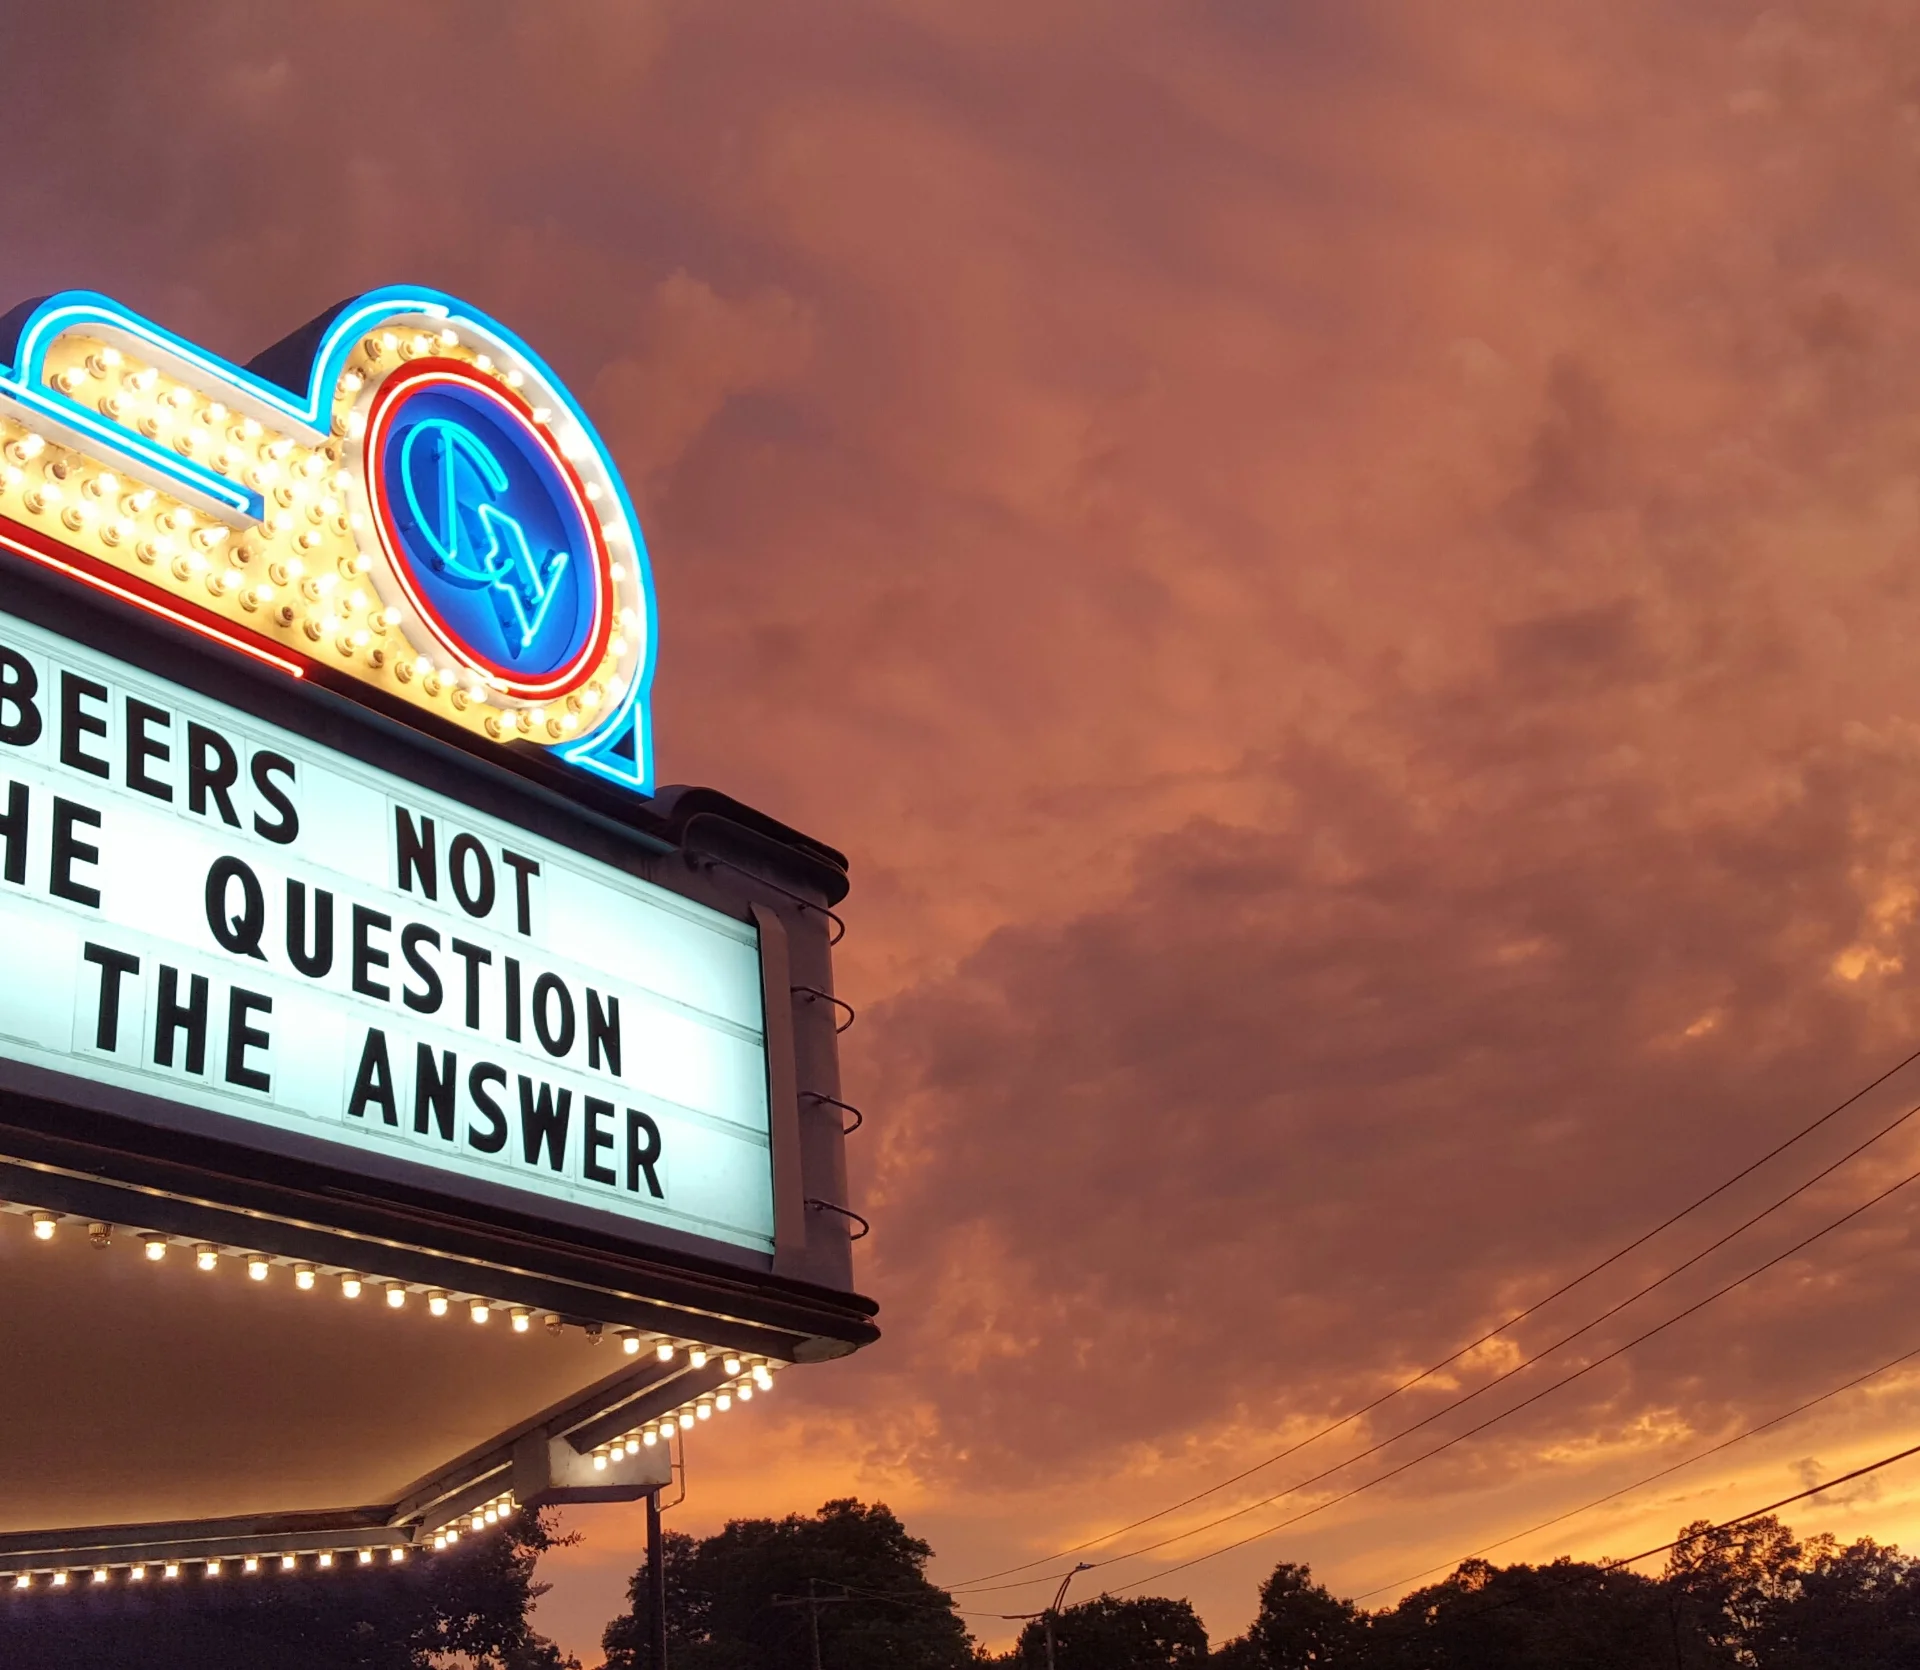 BEERS NOT
HE QUESTION
THE ANSWER